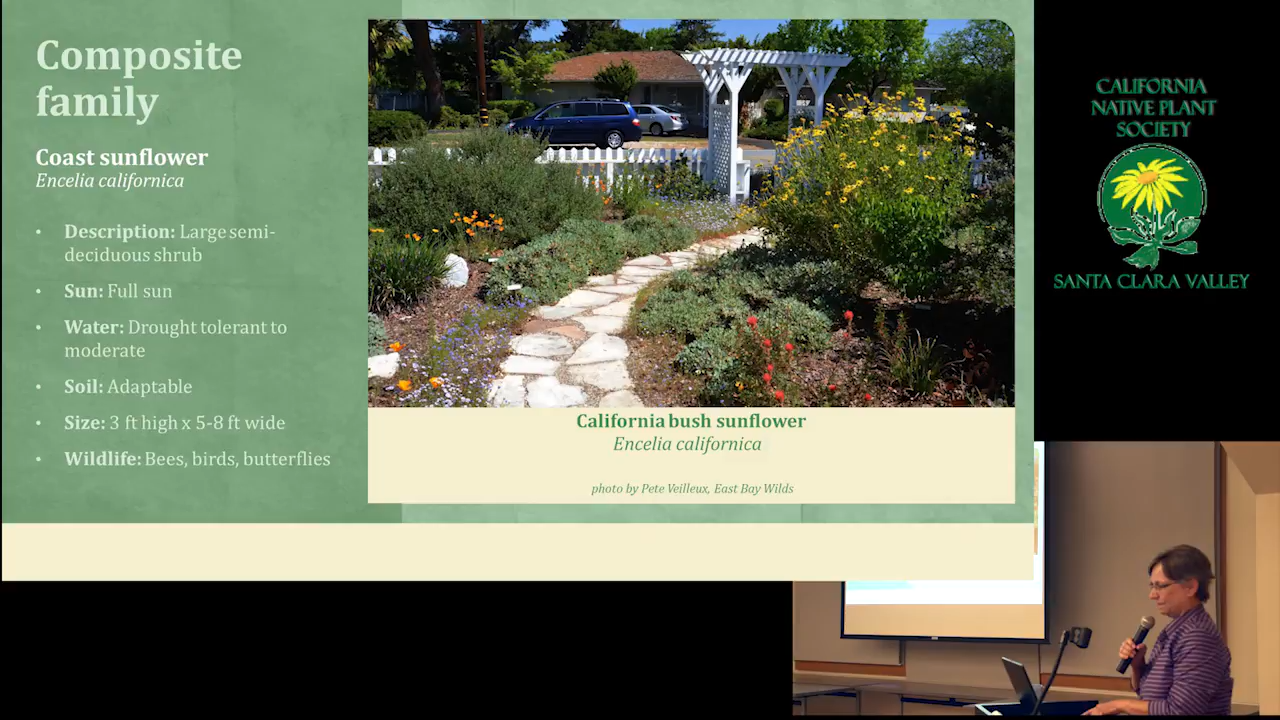 Composite
family
Coast sunflower
Encelia californica
• Description: Large semi-
deciduous shrub
• Sun: Full sun
• Water: Drought tolerant to
moderate
• Soil: Adaptable
• Size: 3 ft high x 5-8 ft wide
• Wildlife: Bees, birds, butterflies
California bush sunflower
Encelia californica
photo by Pete Veilleux, East Bay Wilds
CALIFORNIA
NATIVE PLANT
SOCIETY
SANTA CLARA VALLEY